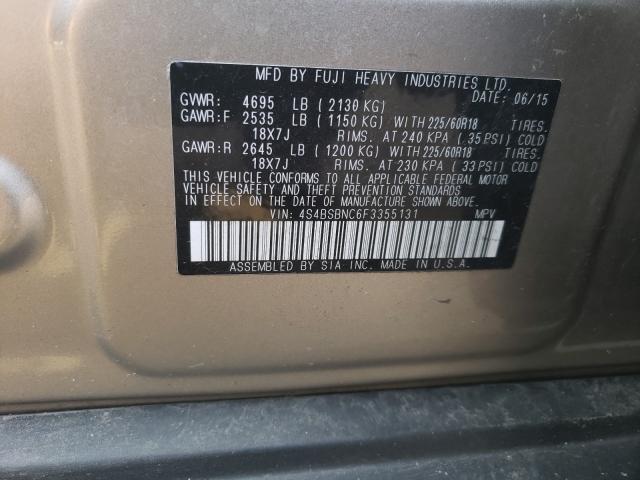 MFD BY FUJI HEAVY INDUSTRIES LTD.
GVWR: 4695 LB (2130 KG) DATE: 06/15
GAWR:F 2535 LB (1150 KG) WITH 225/60R18 TIRES.
18X7J RIMS. AT 240 KPA (35 PSI) COLD
GAWR:R 2645 LB (1200 KG) WITH 225/60R18 TIRES.
18X7J RIMS. AT 230 KPA (33 PSI) COLD
THIS VEHICLE CONFORMS TO ALL APPLICABLE FEDERAL MOTOR
VEHICLE SAFETY AND THEFT PREVENTION STANDARDS
IN EFFECT ON THE DATE OF MANUFACTURE SHOWN ABOVE.
VIN: 4S4BSBNC6F3355131 MPV
ASSEMBLED BY SIA INC. MADE IN U.S.A.